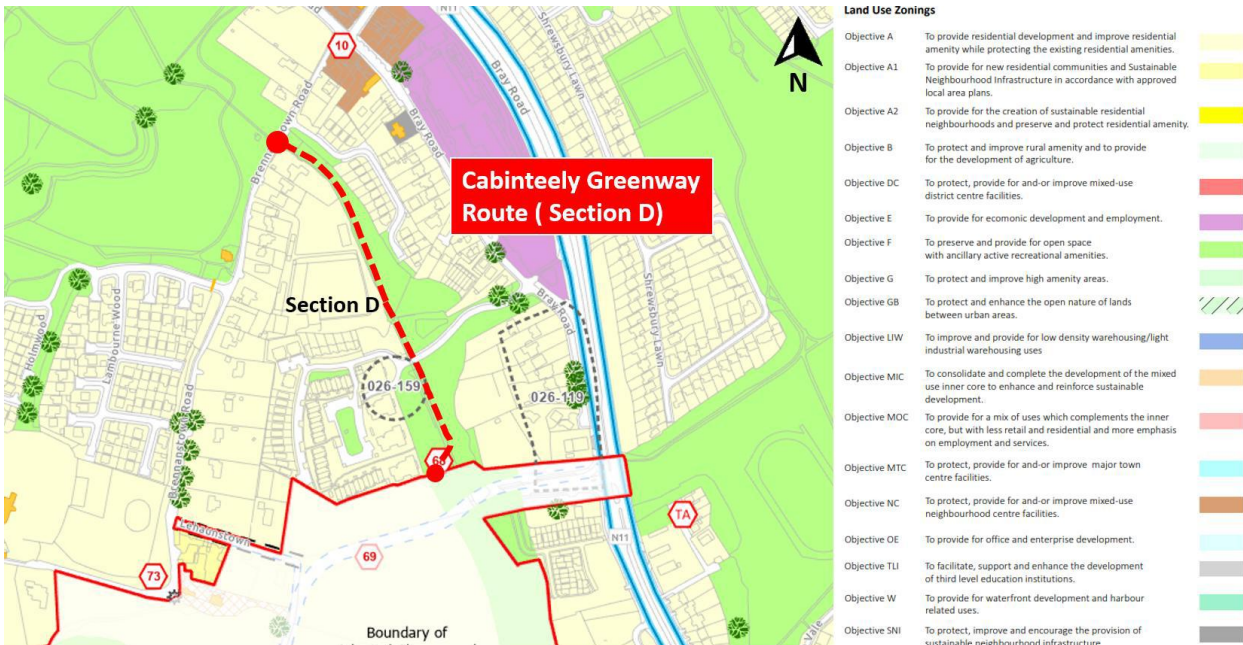 10
N11
Shrewsbury Lawn
Bray Road
N
Bray Road
Cabinteely Greenway
Route ( Section D)
Section D
Shrewsbury Lawn
Holmwood
Lambourne Wood
Bray Road
026-159
026-119
Brennanstown Road
68
TA
Lehaunstown
N11
69
73
Vale
Boundary of
Land Use Zonings
Objective A To provide residential development and improve residential
amenity while protecting the existing residential amenities.
Objective A1 To provide for new residential communities and Sustainable
Neighbourhood Infrastructure in accordance with approved
local area plans.
Objective A2 To provide for the creation of sustainable residential
neighbourhoods and preserve and protect residential amenity.
Objective B To protect and improve rural amenity and to provide
for the development of agriculture.
Objective DC To protect, provide for and-or improve mixed-use
district centre facilities.
Objective E To provide for ecomonic development and employment.
Objective F To preserve and provide for open space
with ancillary active recreational amenities.
Objective G To protect and improve high amenity areas.
Objective GB To protect and enhance the open nature of lands
between urban areas.
Objective LIW To improve and provide for low density warehousing/light
industrial warehousing uses
Objective MIC To consolidate and complete the development of the mixed
use inner core to enhance and reinforce sustainable
development.
Objective MOC To provide for a mix of uses which complements the inner
core, but with less retail and residential and more emphasis
on employment and services.
Objective MTC To protect, provide for and-or improve major town
centre facilities.
Objective NC To protect, provide for and-or improve mixed-use
neighbourhood centre facilities.
Objective OE To provide for office and enterprise development.
Objective TLI To facilitate, support and enhance the development
of third level education institutions.
Objective W To provide for waterfront development and harbour
related uses.
Objective SNI To protect, improve and encourage the provision of
sustainable neighbourhood infrastructure